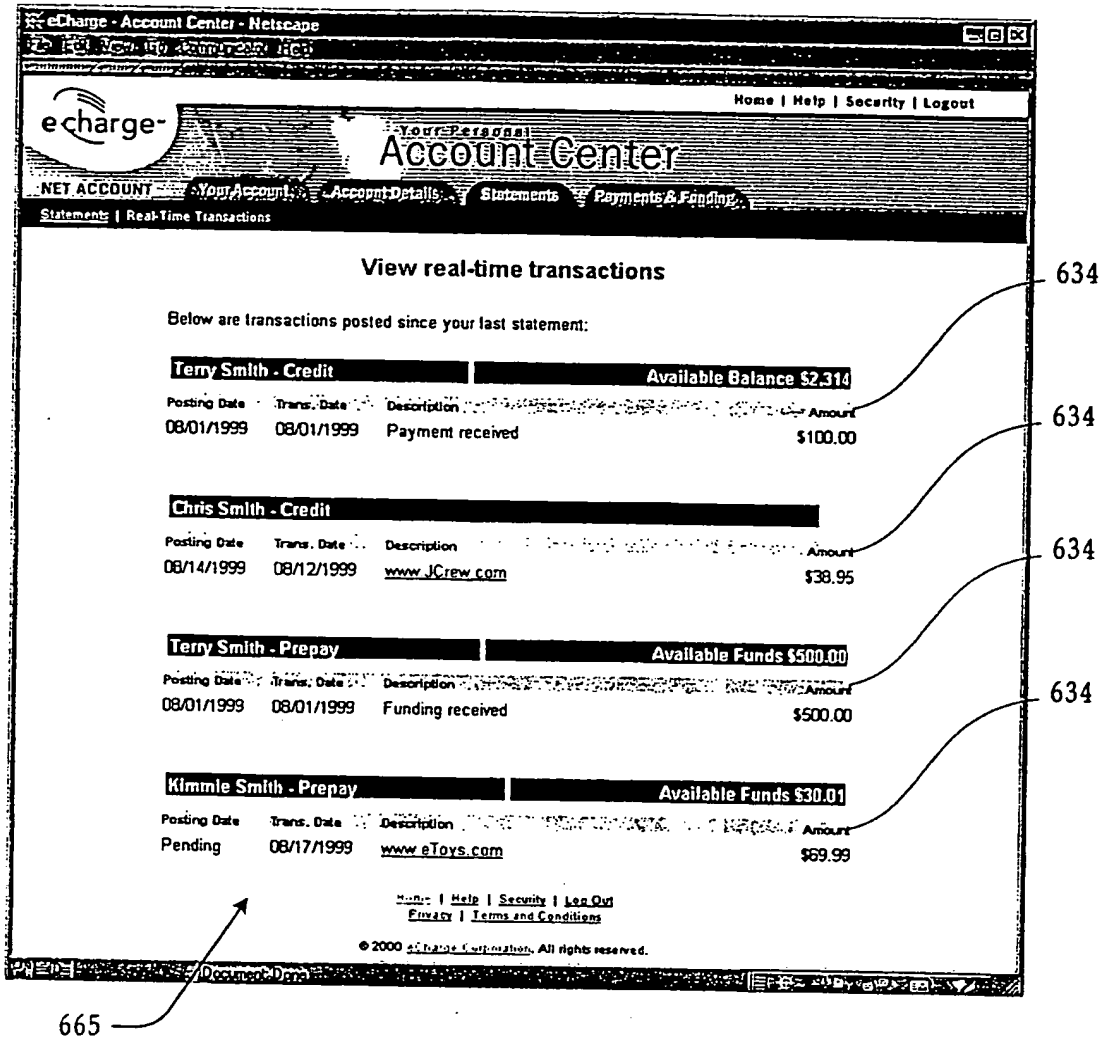 eCharge - Account Center - Netscape
Help
Home | Help | Security | Logout
echarge-
Your Personal
Account Center
NET ACCOUNT
Your Account Account Details Statements Payments & Funding
Statements | Real-Time Transactions
View real-time transactions
634
Below are transactions posted since your last statement:
Terry Smith - Credit Available Balance $2,314
Posting Date Trans. Date Description Amount
08/01/1999 08/01/1999 Payment received $100.00
634
Chris Smith - Credit
Posting Date Trans. Date Description Amount
08/14/1999 08/12/1999 www.JCrew.com $38.95
634
Terry Smith - Prepay Available Funds $500.00
Posting Date Trans. Date Description Amount
08/01/1999 08/01/1999 Funding received $500.00
634
Kimmie Smith - Prepay Available Funds $30.01
Posting Date Trans. Date Description Amount
Pending 08/17/1999 www.eToys.com $69.99
Home | Help | Security | Log Out
Privacy | Terms and Conditions
© 2000 eCharge Corporation. All rights reserved.
Document: Done
665